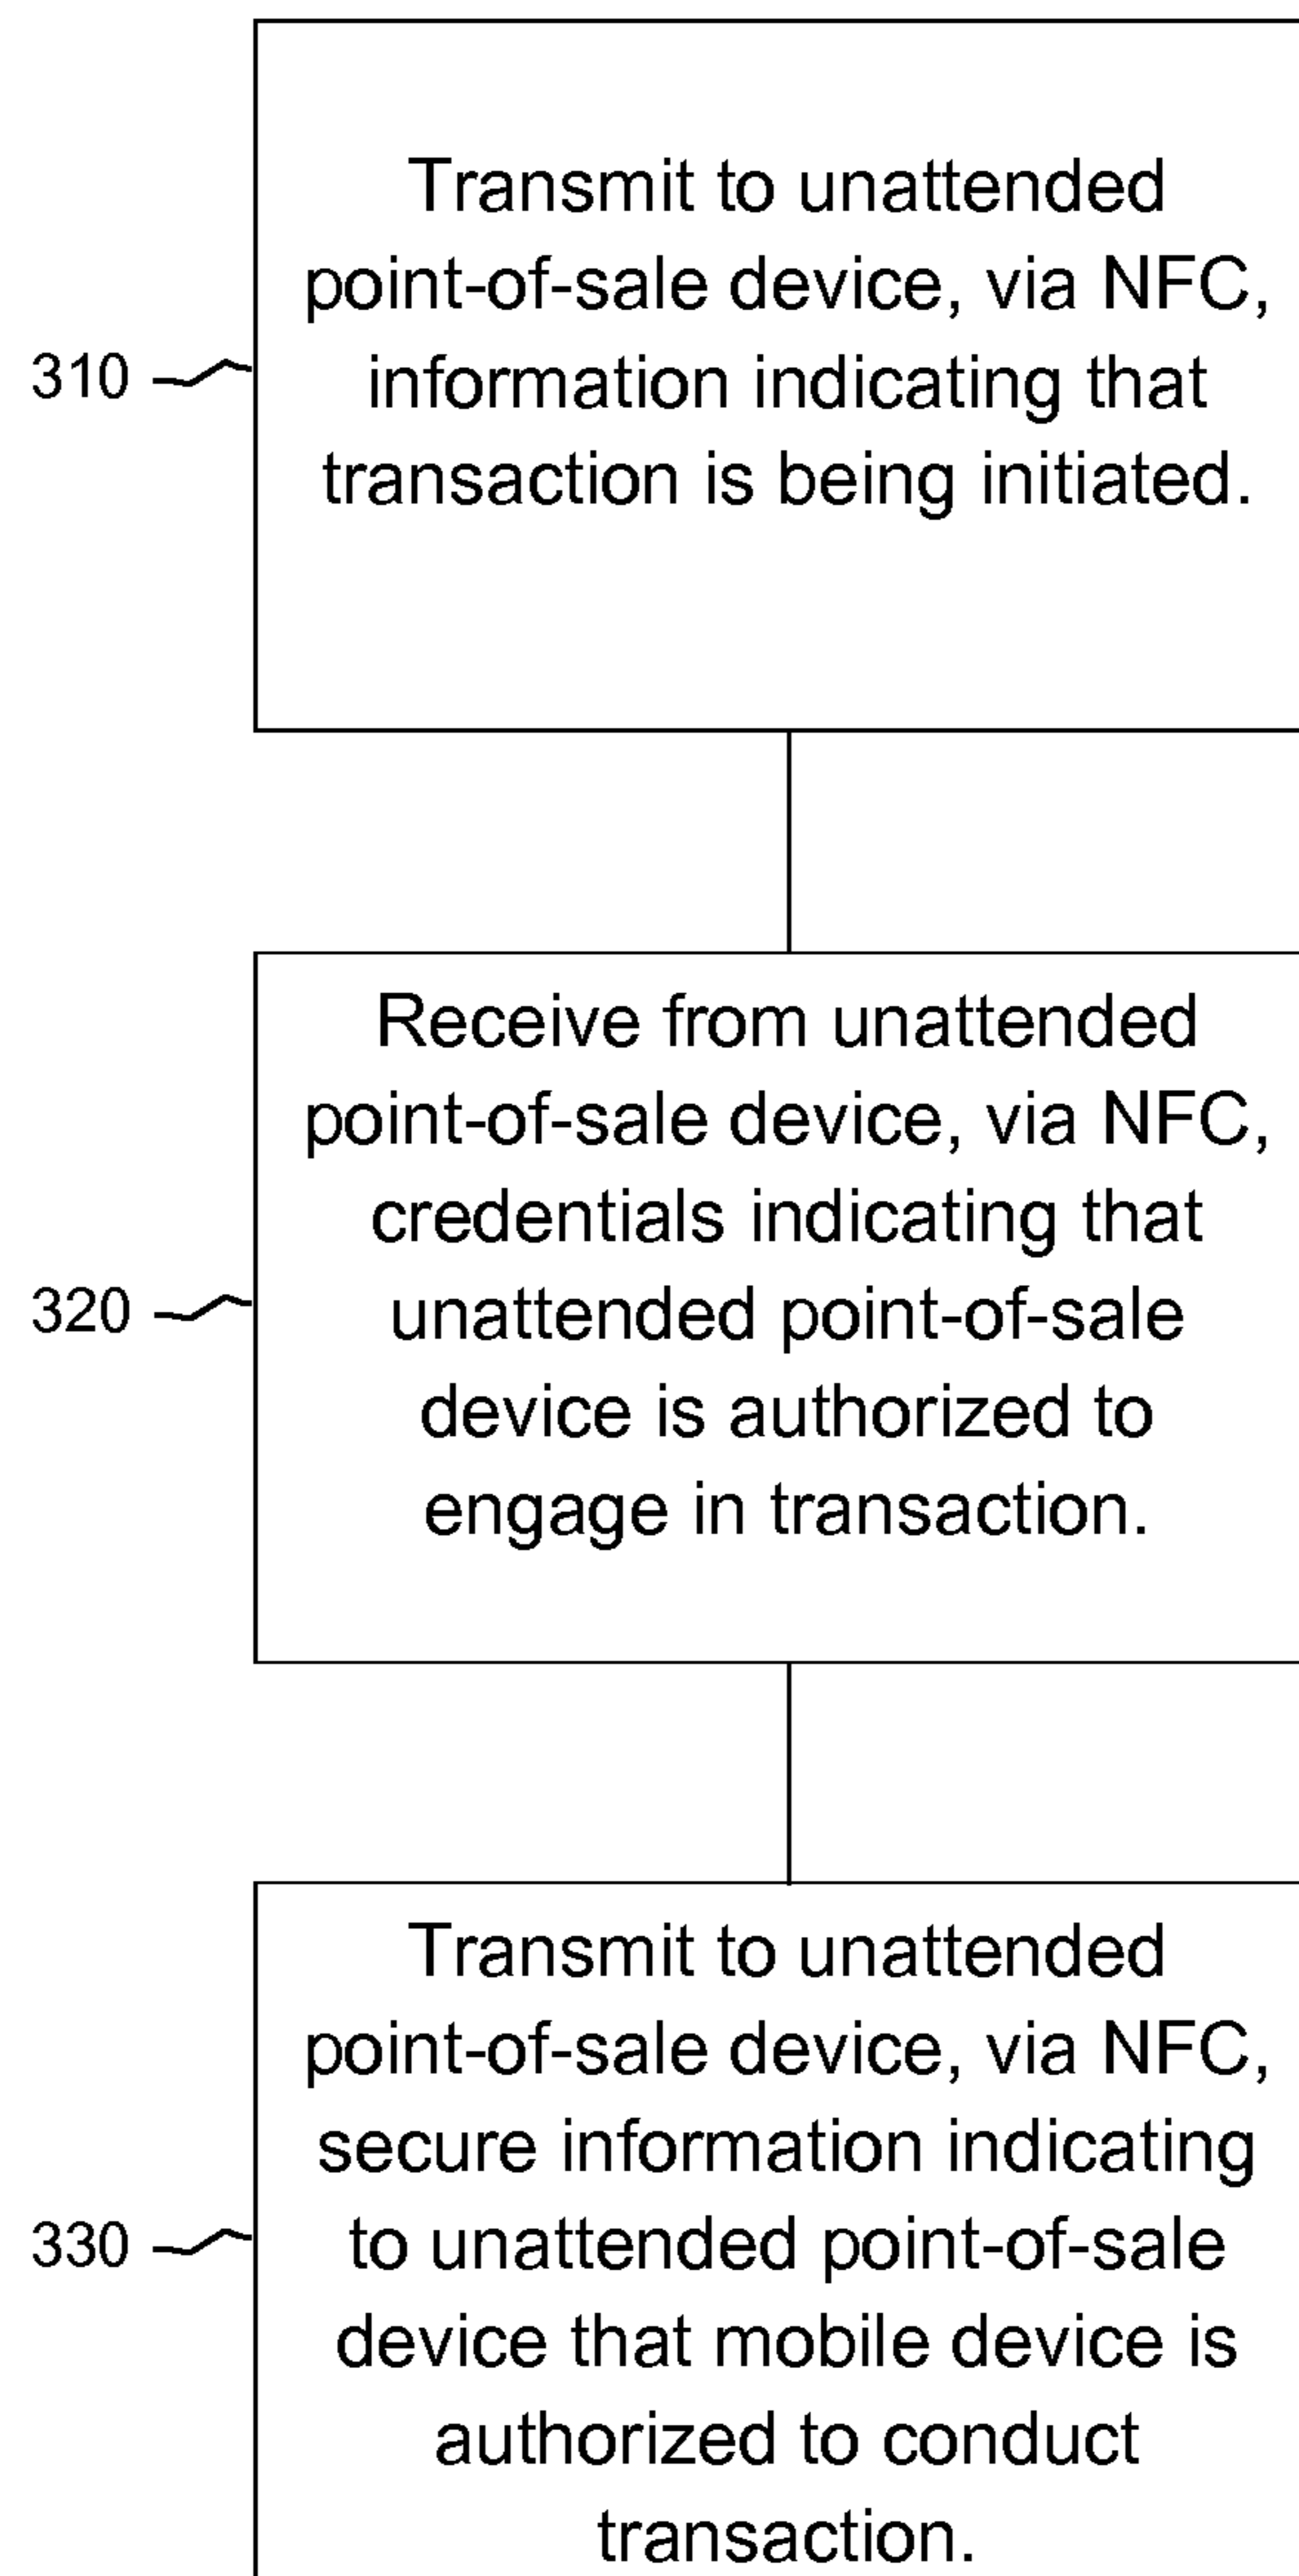 Transmit to unattended
point-of-sale device, via NFC,
information indicating that
transaction is being initiated.
310
Receive from unattended
point-of-sale device, via NFC,
credentials indicating that
unattended point-of-sale
device is authorized to
engage in transaction.
320
Transmit to unattended
point-of-sale device, via NFC,
secure information indicating
to unattended point-of-sale
device that mobile device is
authorized to conduct
transaction.
330